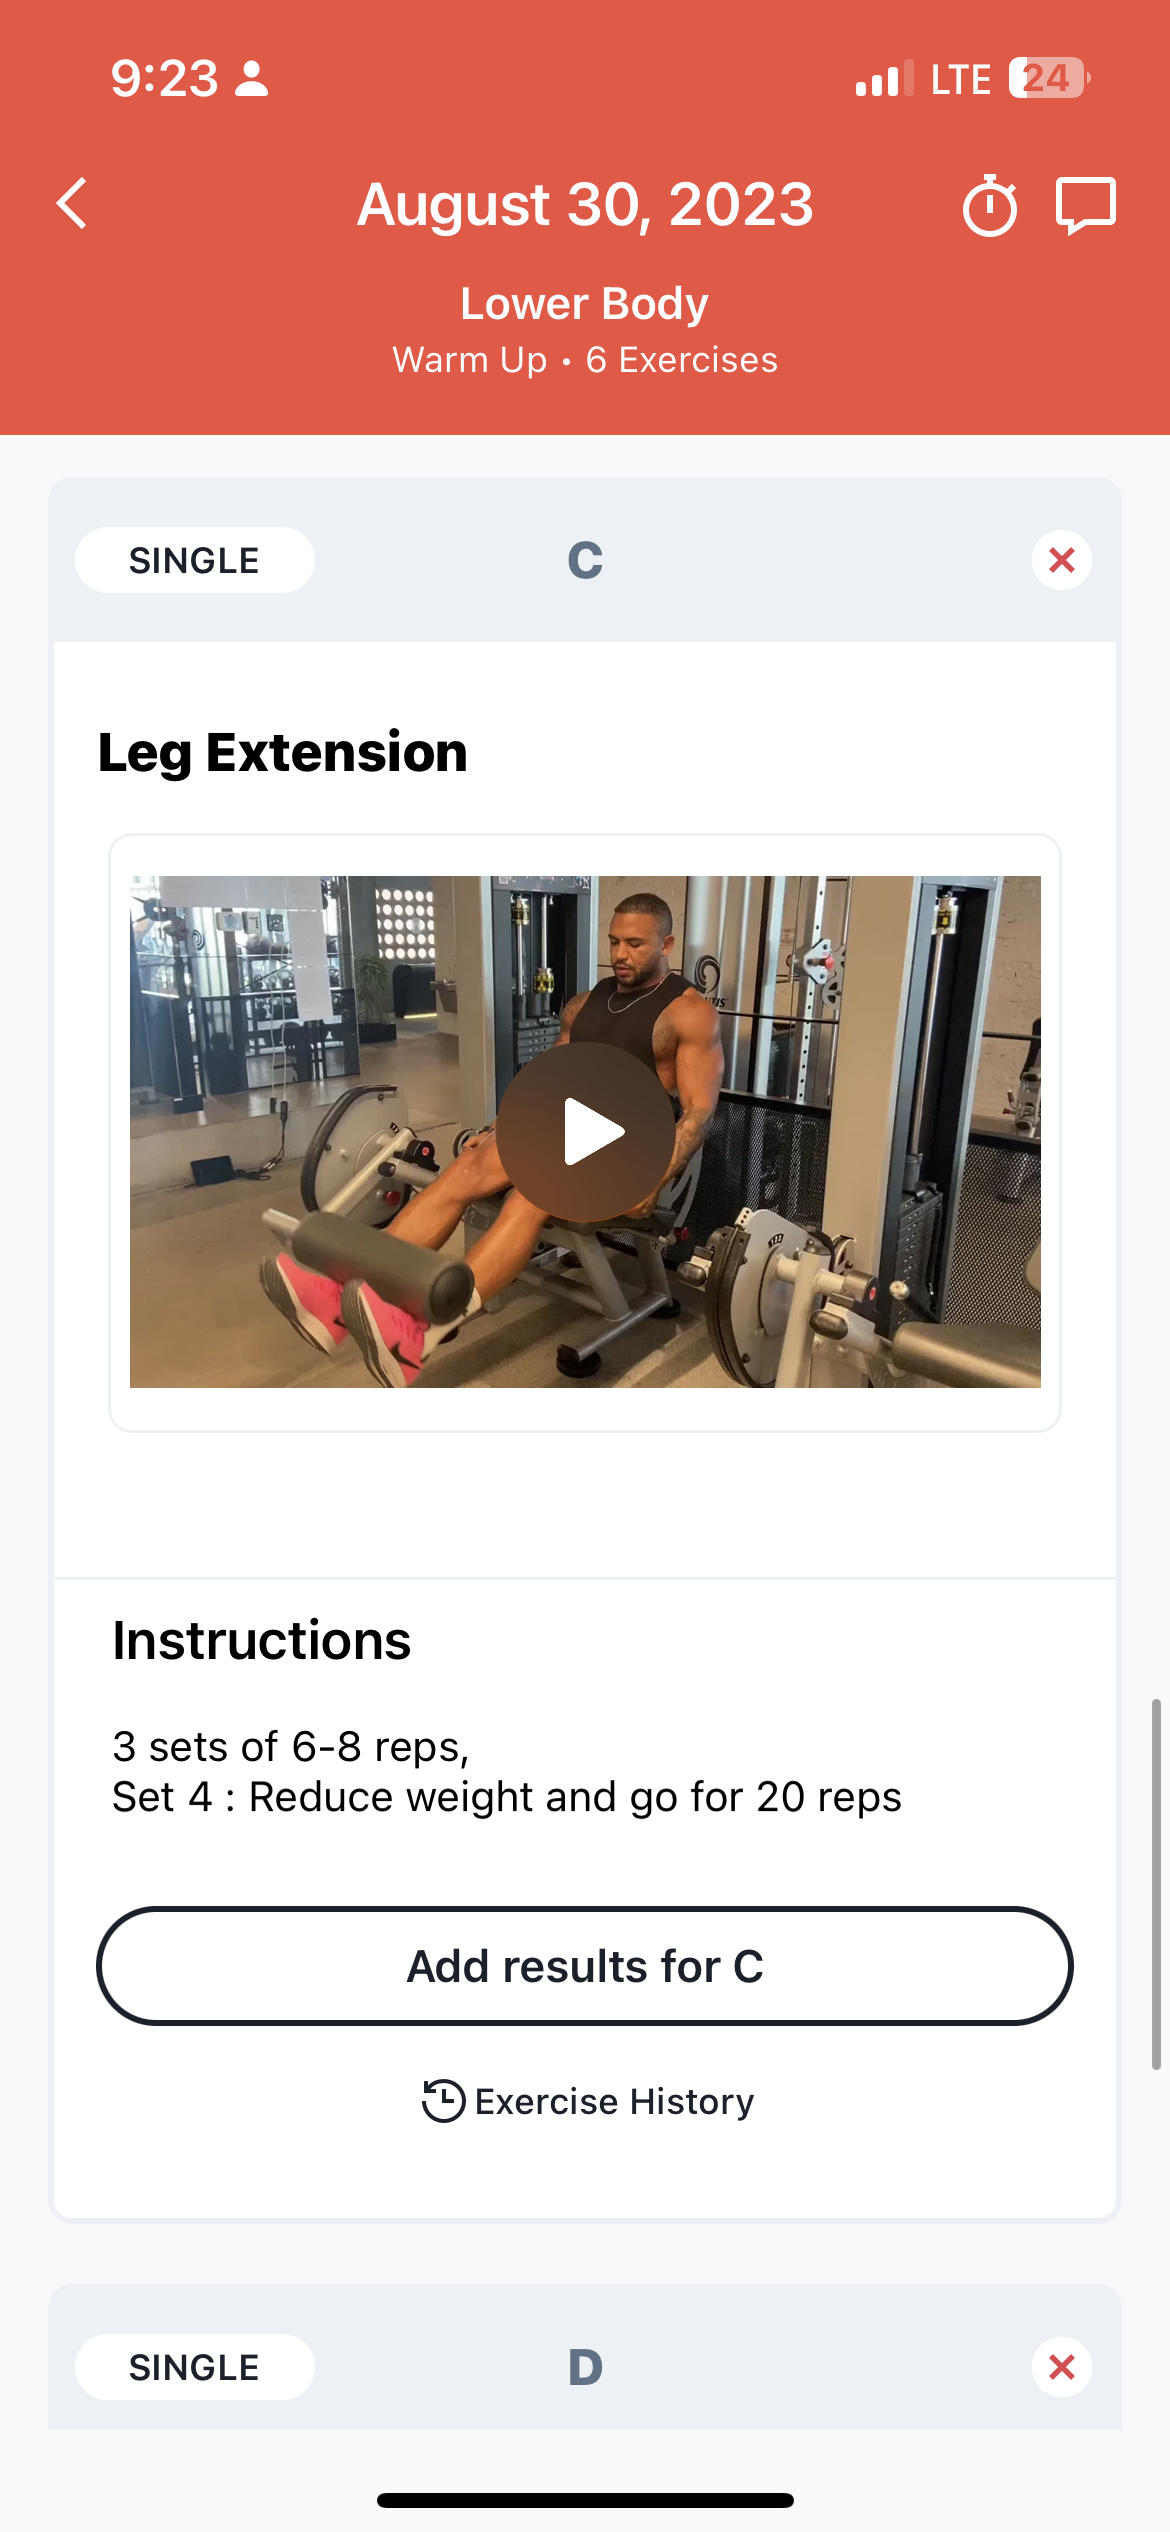 9:23
LTE 24
August 30, 2023
Lower Body
Warm Up • 6 Exercises
SINGLE C
Leg Extension
Instructions
3 sets of 6-8 reps,
Set 4 : Reduce weight and go for 20 reps
Add results for C
Exercise History
SINGLE D